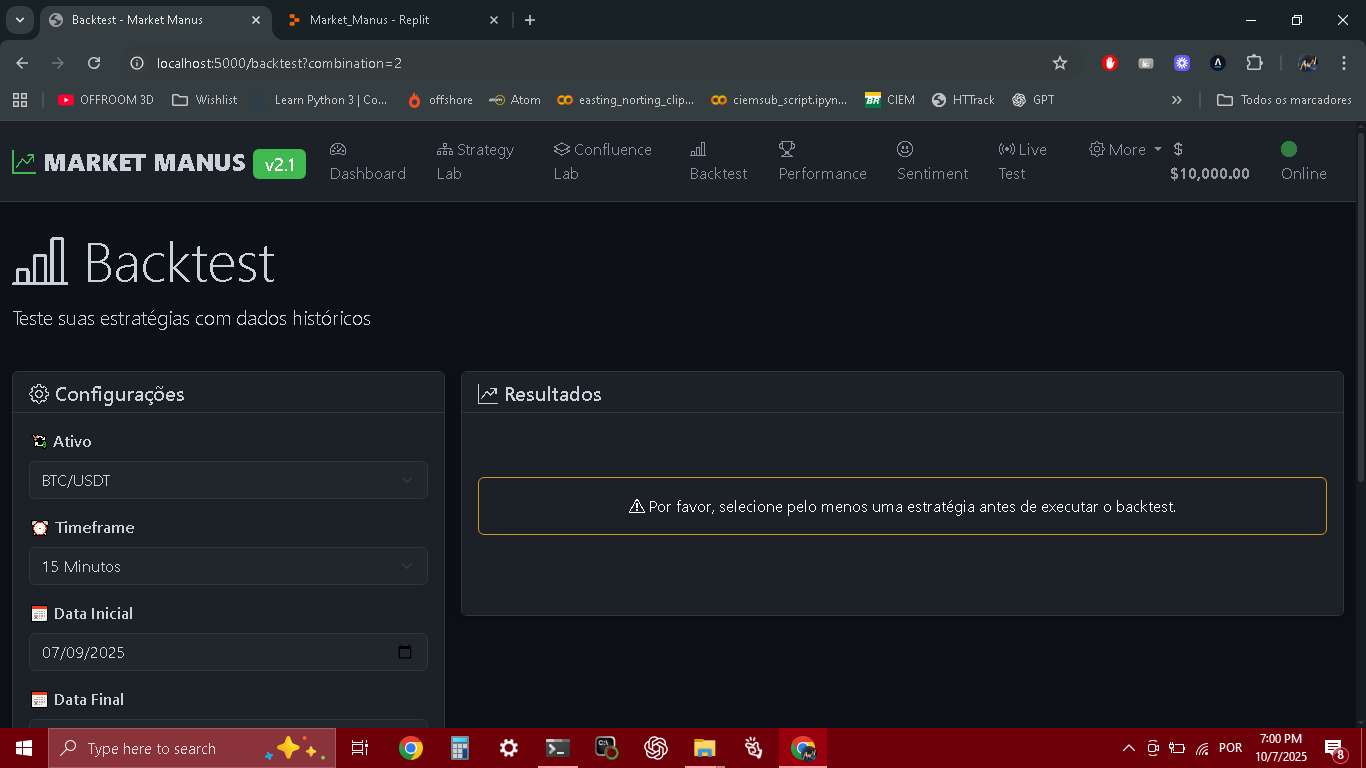 Backtest - Market Manus
Market_Manus - Replit
localhost:5000/backtest?combination=2
OFFROOM 3D
Wishlist
Learn Python 3 | Co...
offshore
Atom
easting_norting_clip...
ciemsub_script.ipyn...
CIEM
HTTrack
GPT
Todos os marcadores
MARKET MANUS v2.1
Dashboard
Strategy
Lab
Confluence
Lab
Backtest
Performance
Sentiment
Live
Test
More
$
$10,000.00
Online
Backtest
Teste suas estratégias com dados históricos
Configurações
Ativo
BTC/USDT
Timeframe
15 Minutos
Data Inicial
07/09/2025
Data Final
Resultados
Por favor, selecione pelo menos uma estratégia antes de executar o backtest.
Type here to search
POR
7:00 PM
10/7/2025
8